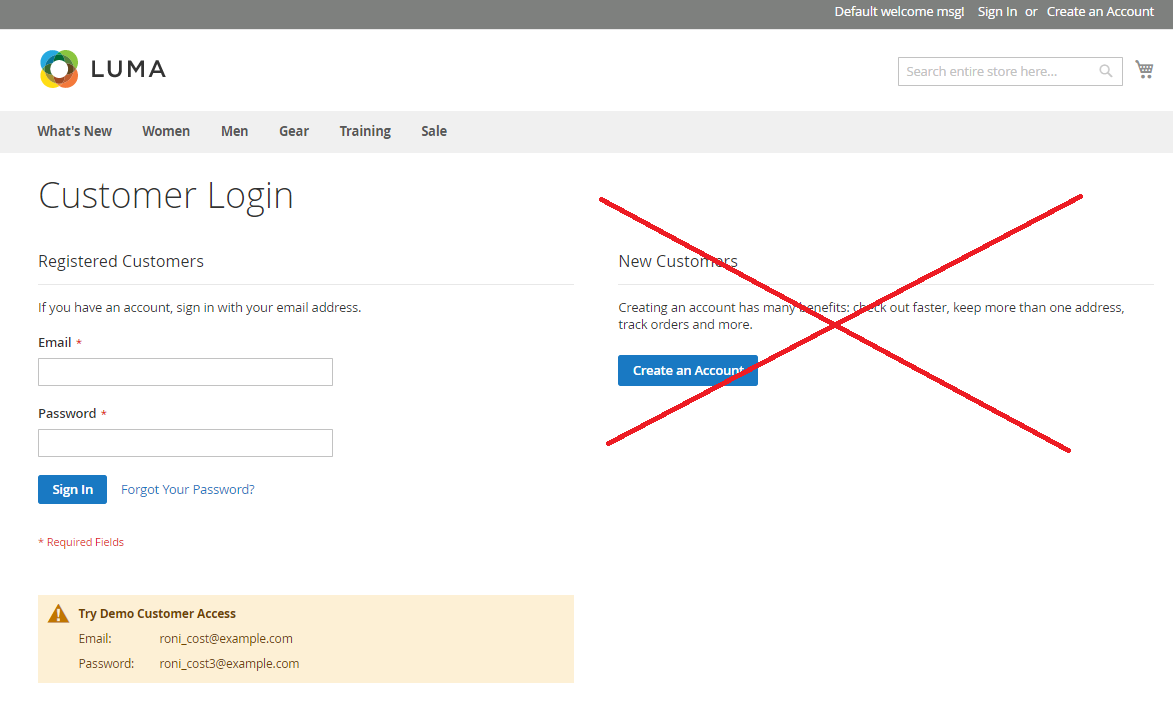 Default welcome msg! Sign In or Create an Account
LUMA
Search entire store here...
What's New Women Men Gear Training Sale
Customer Login
Registered Customers
If you have an account, sign in with your email address.
Email *
Password *
Sign In Forgot Your Password?
* Required Fields
Try Demo Customer Access
Email: roni_cost@example.com
Password: roni_cost3@example.com
New Customers
Creating an account has many benefits: check out faster, keep more than one address,
track orders and more.
Create an Account